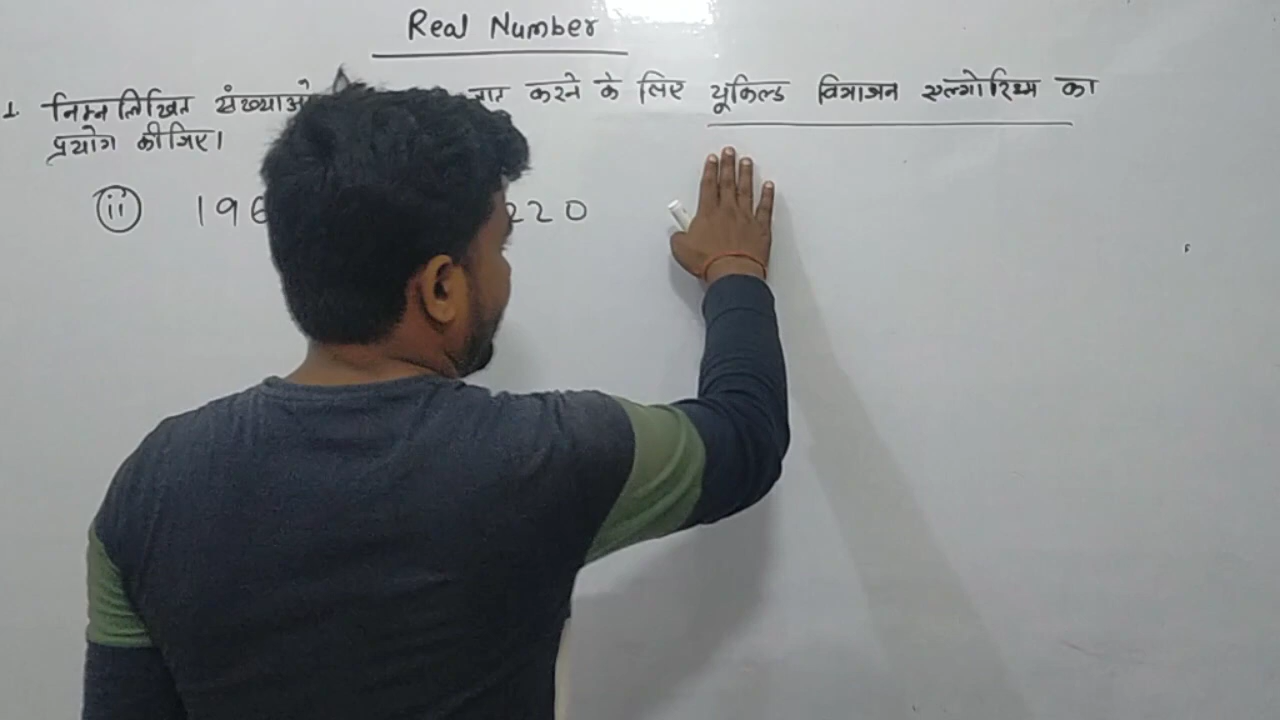 Real Number
1. निम्नलिखित संख्याओ करने के लिए यूकिल्ड विभाजन एल्गोरिथ्म का
प्रयोग कीजिए।
ii 196 220